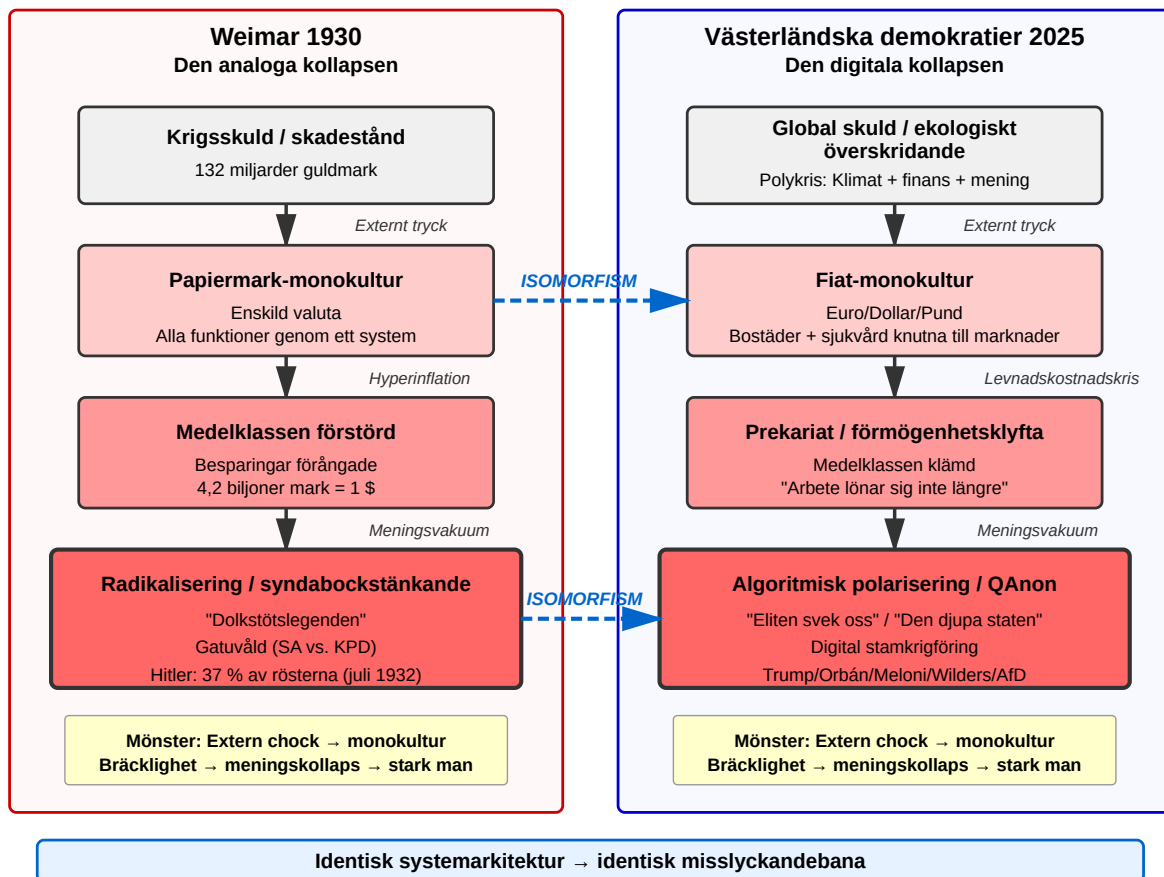 Weimar 1930
Den analoga kollapsen
Krigsskuld / skadestånd
132 miljarder guldmark
Externt tryck
Papiermark-monokultur
Enskild valuta
Alla funktioner genom ett system
Hyperinflation
Medelklassen förstörd
Besparingar förångade
4,2 biljoner mark = 1 $
Meningsvakuum
Radikalisering / syndabockstänkande
"Dolkstötslegenden"
Gatuvåld (SA vs. KPD)
Hitler: 37 % av rösterna (juli 1932)
Mönster: Extern chock → monokultur
Bräcklighet → meningskollaps → stark man
ISOMORFISM
ISOMORFISM
Västerländska demokratier 2025
Den digitala kollapsen
Global skuld / ekologiskt
överskridande
Polykris: Klimat + finans + mening
Externt tryck
Fiat-monokultur
Euro/Dollar/Pund
Bostäder + sjukvård knutna till marknader
Levnadskostnadskris
Prekariat / förmögenhetsklyfta
Medelklassen klämd
"Arbete lönar sig inte längre"
Meningsvakuum
Algoritmisk polarisering / QAnon
"Eliten svek oss" / "Den djupa staten"
Digital stamkrigföring
Trump/Orbán/Meloni/Wilders/AfD
Mönster: Extern chock → monokultur
Bräcklighet → meningskollaps → stark man
Identisk systemarkitektur → identisk misslyckandebana